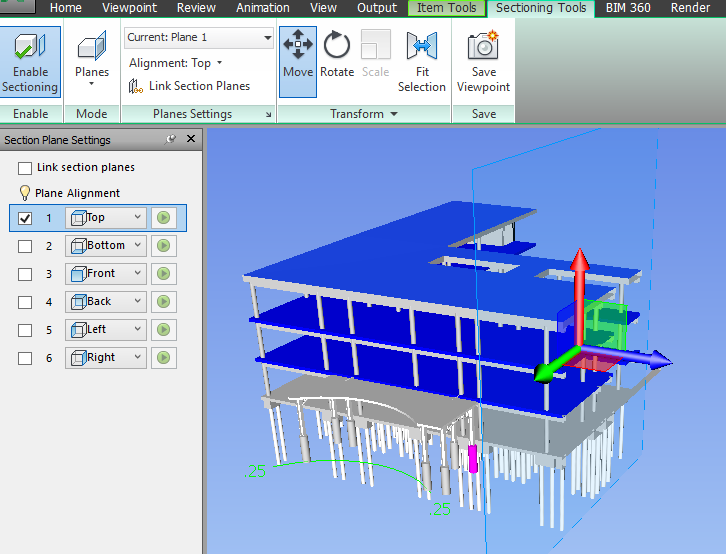 Home Viewpoint Review Animation View Output Item Tools Sectioning Tools BIM 360 Render
Enable
Sectioning
Planes
Current: Plane 1
Alignment: Top
Link Section Planes
Move
Rotate
Scale
Fit
Selection
Save
Viewpoint
Enable Mode Planes Settings Transform Save
Section Plane Settings
Link section planes
Plane Alignment
1 Top
2 Bottom
3 Front
4 Back
5 Left
6 Right
.25
.25